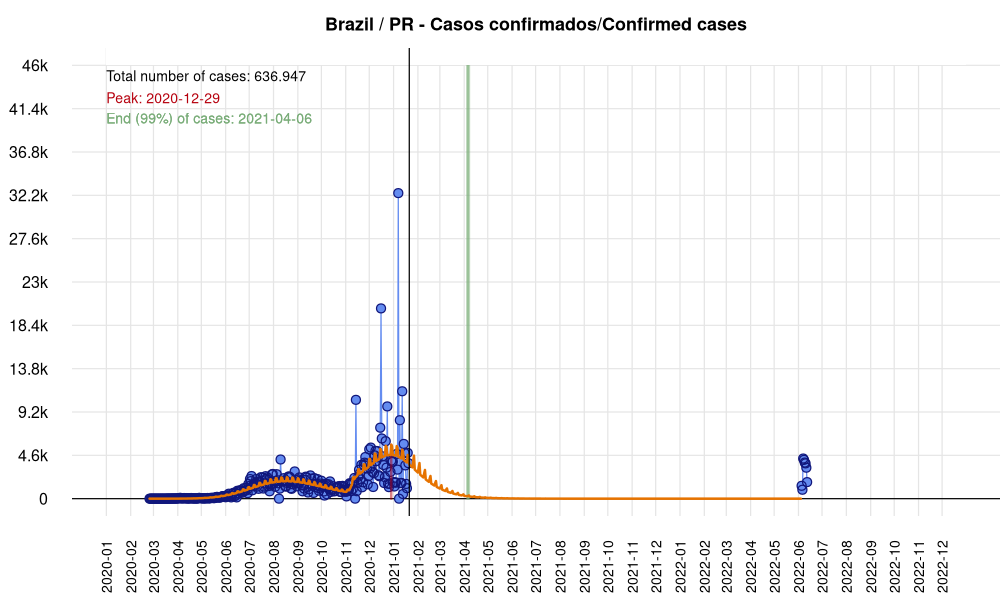 Brazil / PR - Casos confirmados/Confirmed cases
Total number of cases: 636.947
Peak: 2020-12-29
End (99%) of cases: 2021-04-06
46k
41.4k
36.8k
32.2k
27.6k
23k
18.4k
13.8k
9.2k
4.6k
0
2020-01
2020-02
2020-03
2020-04
2020-05
2020-06
2020-07
2020-08
2020-09
2020-10
2020-11
2020-12
2021-01
2021-02
2021-03
2021-04
2021-05
2021-06
2021-07
2021-08
2021-09
2021-10
2021-11
2021-12
2022-01
2022-02
2022-03
2022-04
2022-05
2022-06
2022-07
2022-08
2022-09
2022-10
2022-11
2022-12